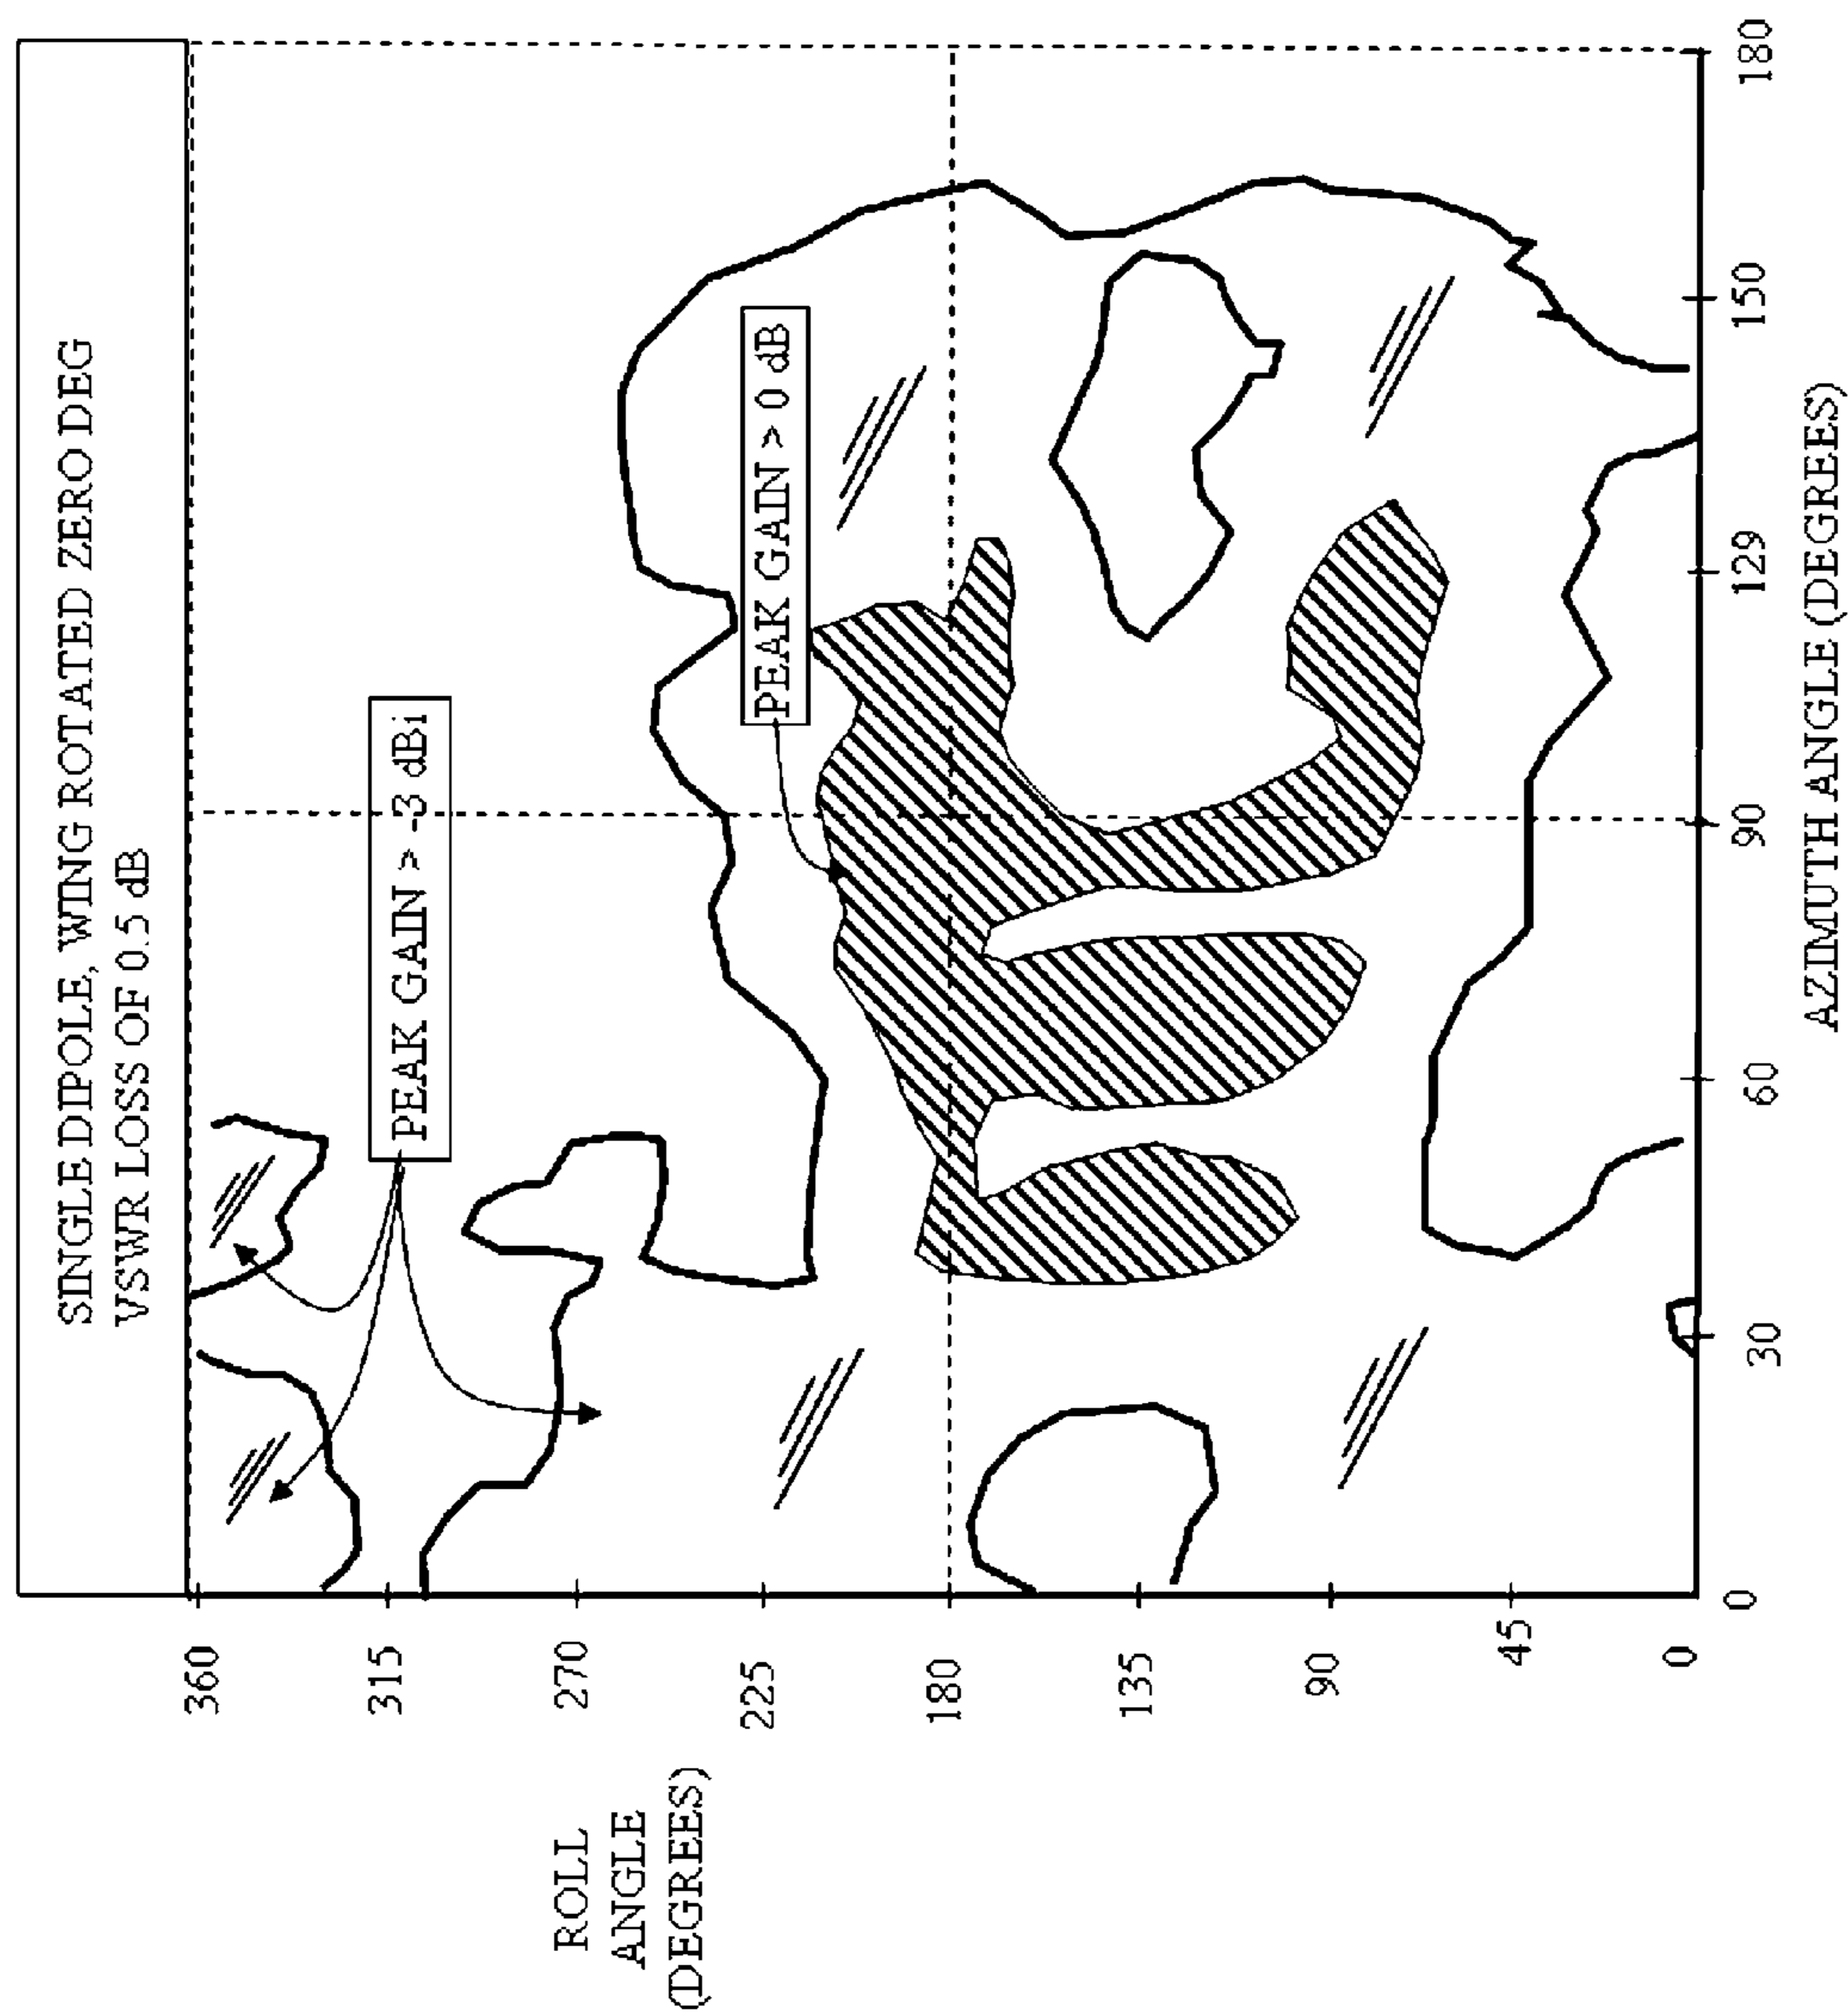 SINGLE DIPOLE, WING ROTATED ZERO DEG
VSWR LOSS OF 0.5 dB
PEAK GAIN > -3 dBi
PEAK GAIN > 0 dB
ROLL
ANGLE
(DEGREES)
360
315
270
225
180
135
90
45
0
0
30
60
90
129
150
180
AZIMUTH ANGLE (DEGREES)